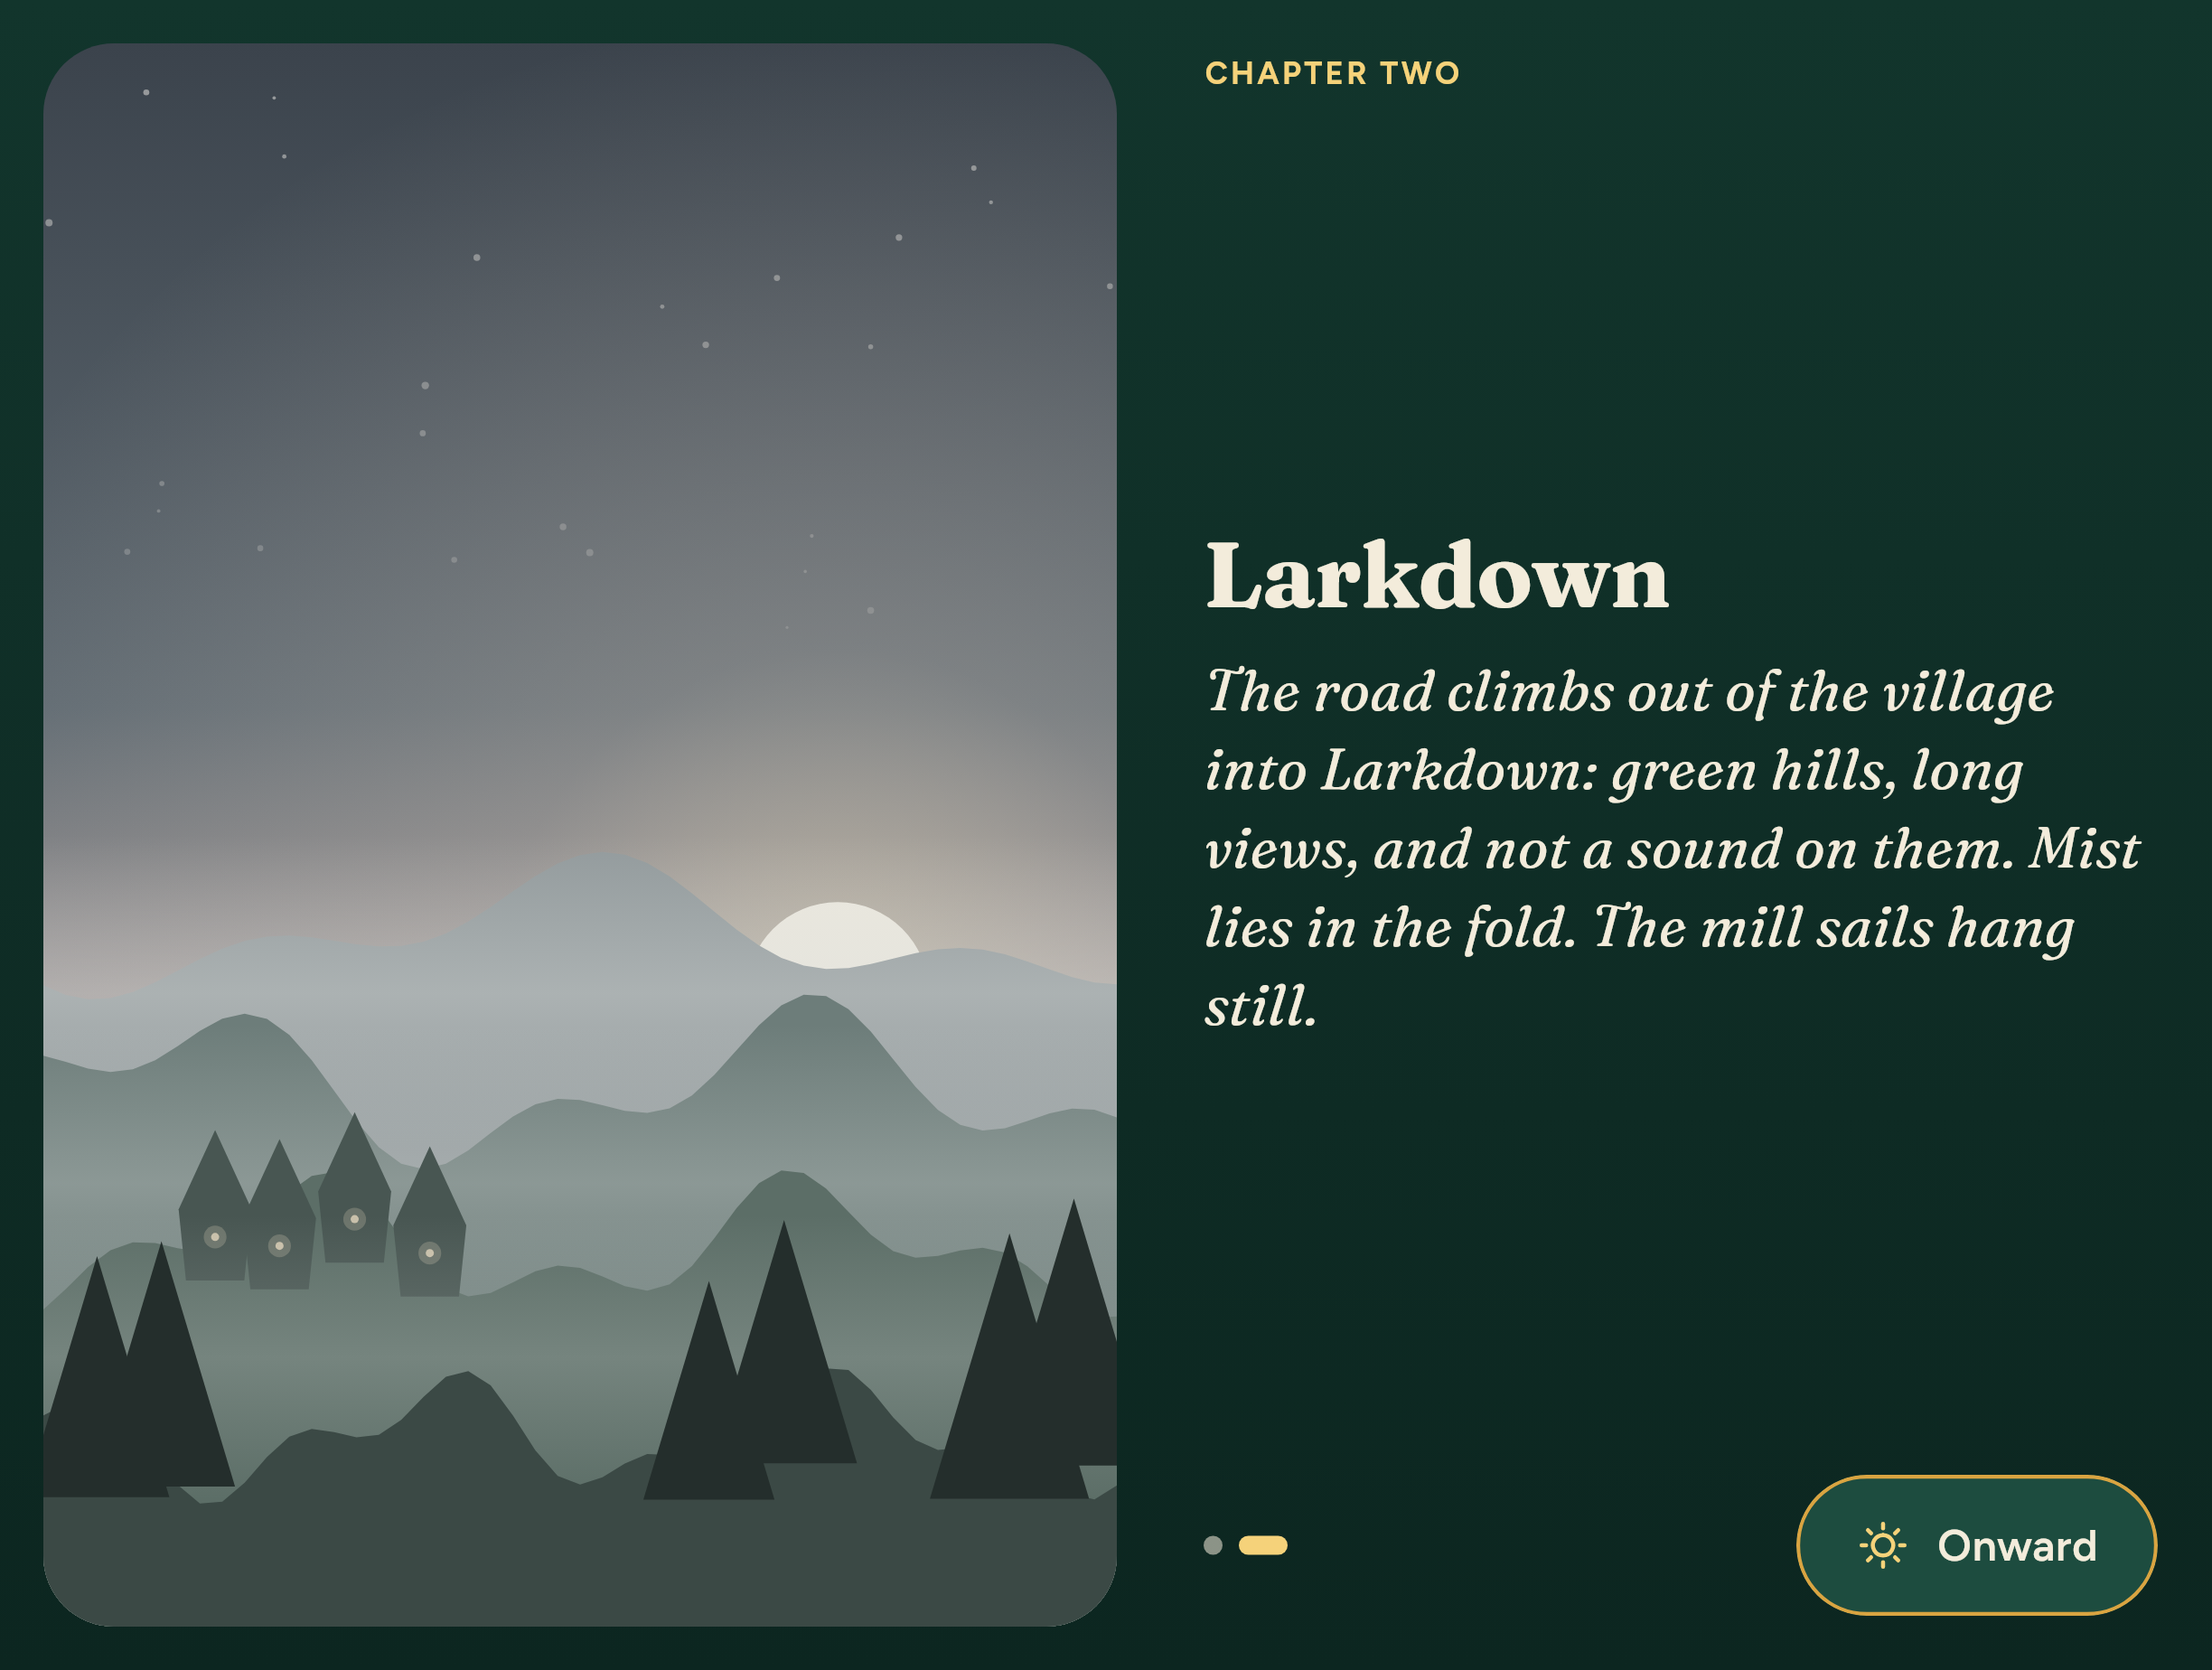 CHAPTER TWO
Larkdown
The road climbs out of the village
into Larkdown: green hills, long
views, and not a sound on them. Mist
lies in the fold. The mill sails hang
still.
Onward